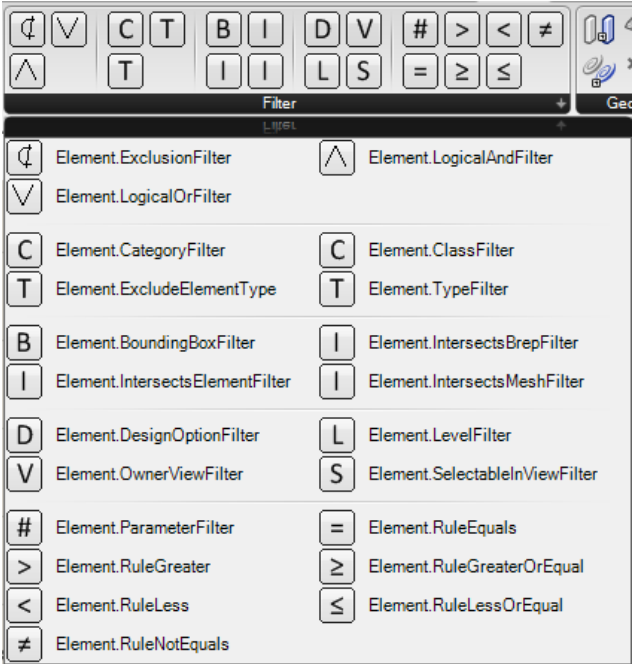 ₵ V C T B I D V # > < ≠
Λ T I I L S = ≥ ≤
Filter Geo
Filter
₵ Element.ExclusionFilter Λ Element.LogicalAndFilter
V Element.LogicalOrFilter
C Element.CategoryFilter C Element.ClassFilter
T Element.ExcludeElementType T Element.TypeFilter
B Element.BoundingBoxFilter I Element.IntersectsBrepFilter
I Element.IntersectsElementFilter I Element.IntersectsMeshFilter
D Element.DesignOptionFilter L Element.LevelFilter
V Element.OwnerViewFilter S Element.SelectableInViewFilter
# Element.ParameterFilter = Element.RuleEquals
> Element.RuleGreater ≥ Element.RuleGreaterOrEqual
< Element.RuleLess ≤ Element.RuleLessOrEqual
≠ Element.RuleNotEquals